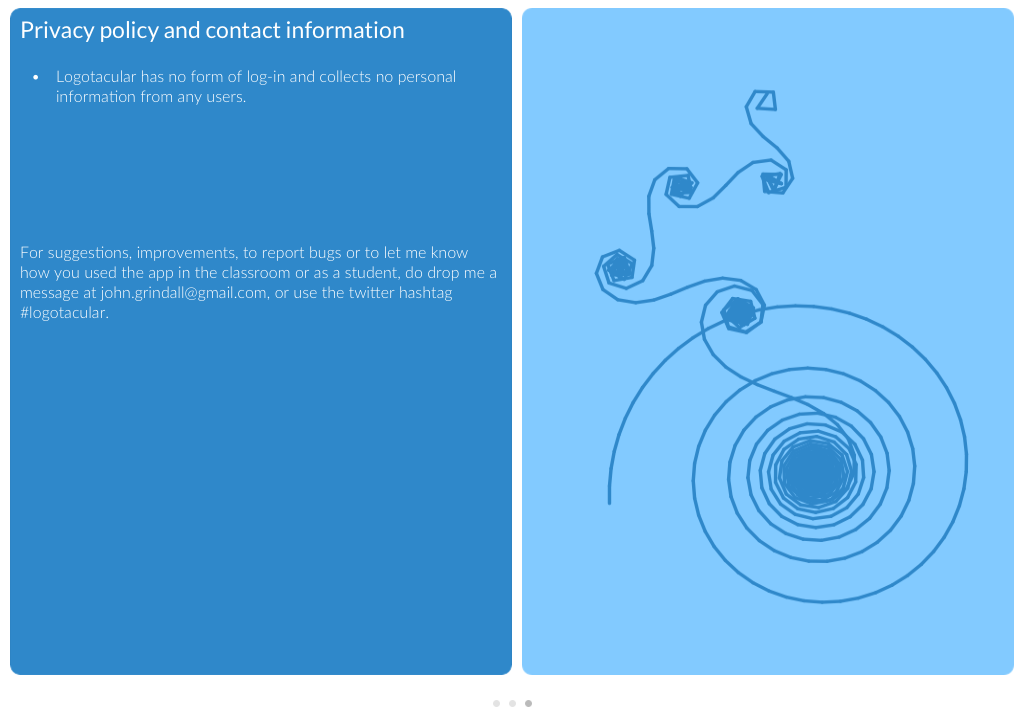 Privacy policy and contact information
• Logotacular has no form of log-in and collects no personal
information from any users.
For suggestions, improvements, to report bugs or to let me know
how you used the app in the classroom or as a student, do drop me a
message at john.grindall@gmail.com, or use the twitter hashtag
#logotacular.